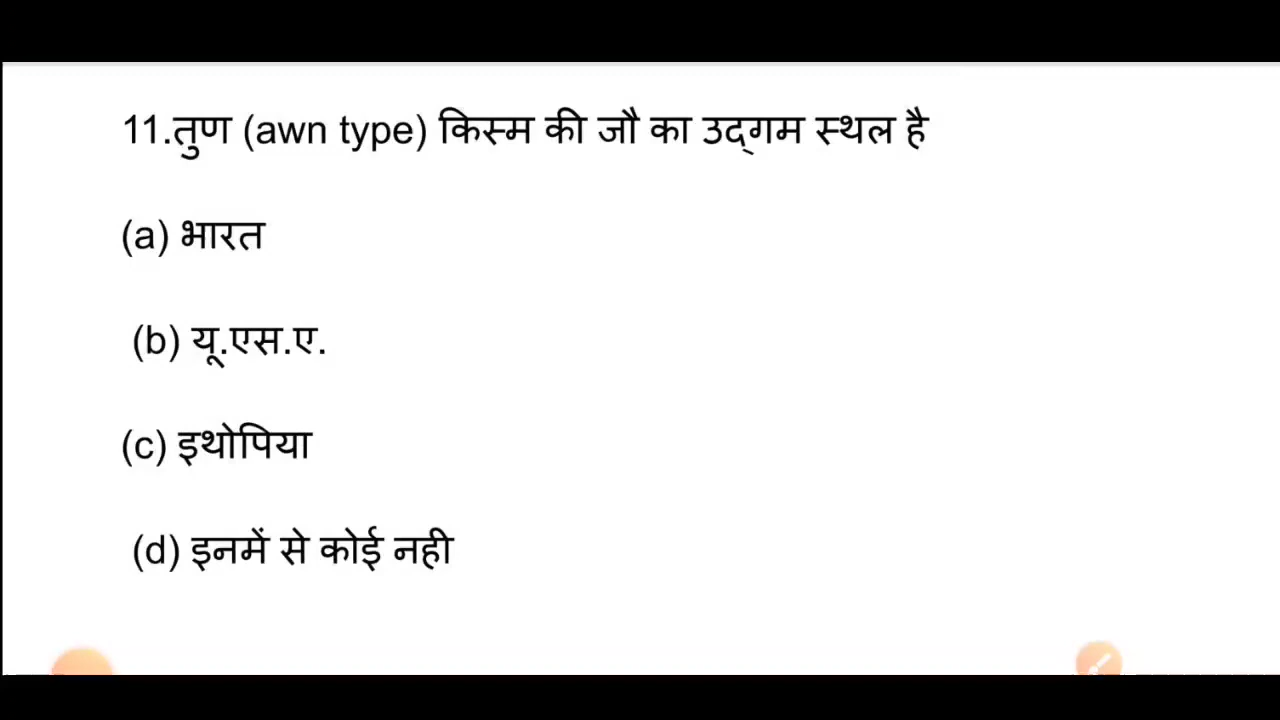 11.तुण (awn type) किस्म की जौ का उद्‌गम स्थल है
(a) भारत
(b) यू.एस.ए.
(c) इथोपिया
(d) इनमें से कोई नही